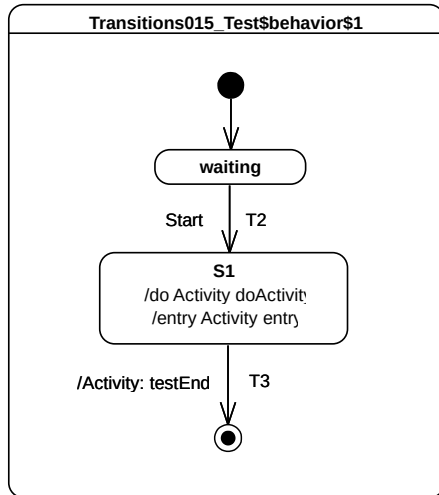 Transitions015_Test$behavior$1
waiting
Start T2
S1
/do Activity doActivity
/entry Activity entry
/Activity: testEnd T3